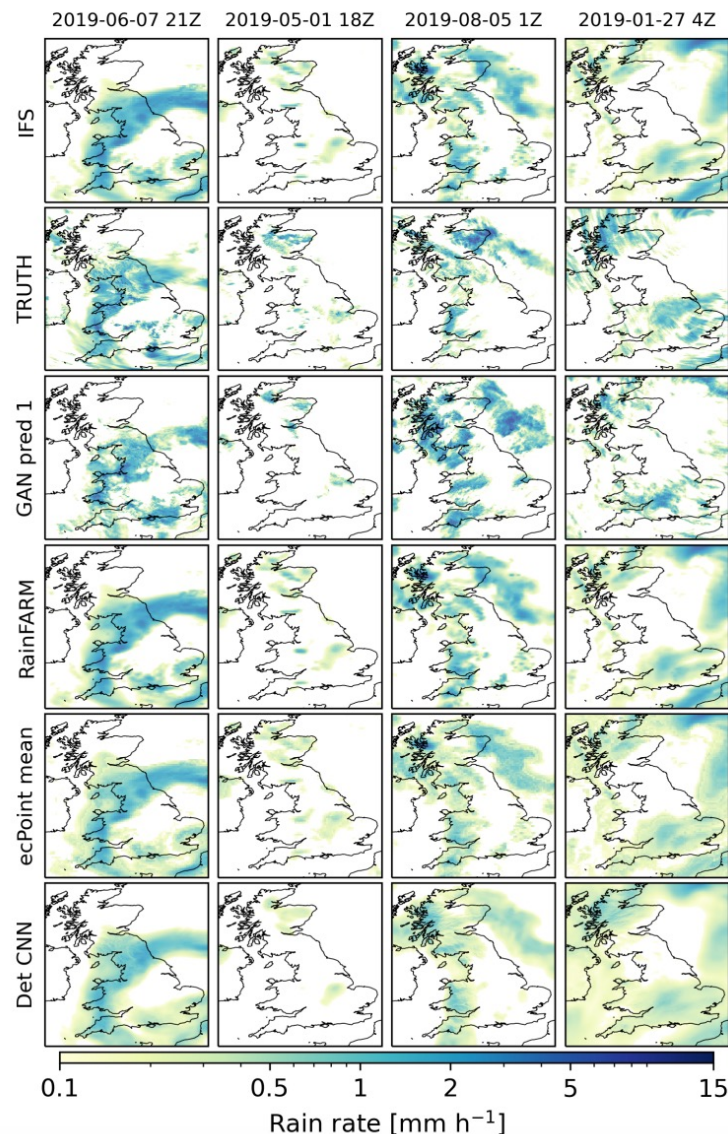 2019-06-07 21Z 2019-05-01 18Z 2019-08-05 1Z 2019-01-27 4Z
IFS
TRUTH
GAN pred 1
RainFARM
ecPoint mean
Det CNN
0.1 0.5 1 2 5 15
Rain rate [mm h⁻¹]